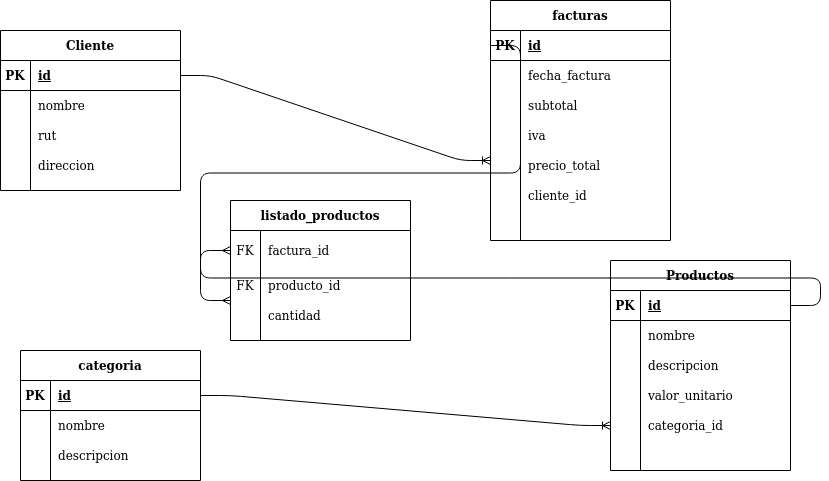 Cliente
PK id
nombre
rut
direccion
facturas
PK id
fecha_factura
subtotal
iva
precio_total
cliente_id
listado_productos
FK factura_id
FK producto_id
cantidad
Productos
PK id
nombre
descripcion
valor_unitario
categoria_id
categoria
PK id
nombre
descripcion